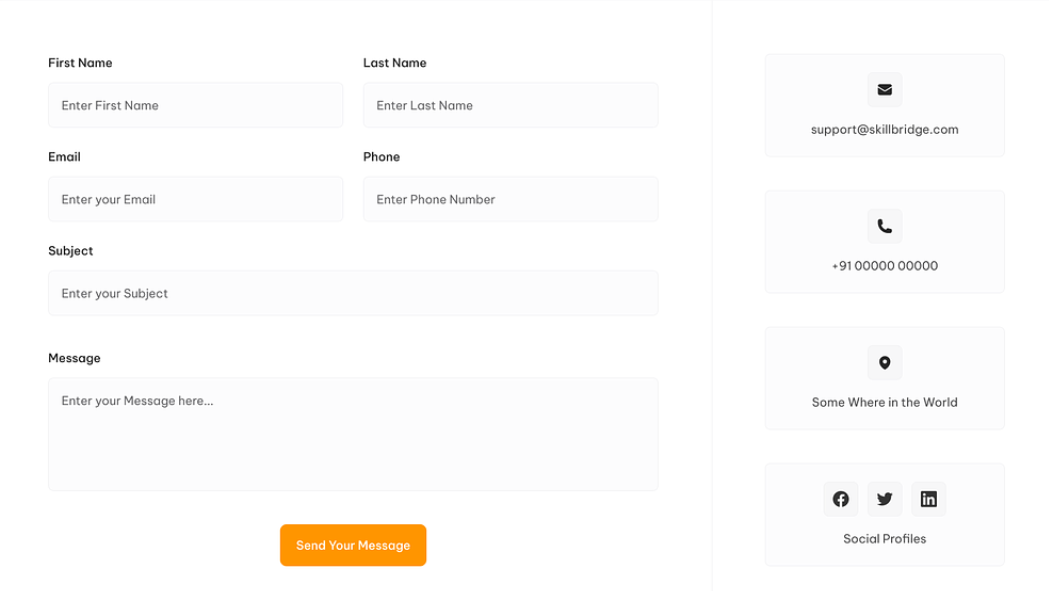 First Name
Last Name
Enter First Name
Enter Last Name
Email
Phone
Enter your Email
Enter Phone Number
Subject
Enter your Subject
Message
Enter your Message here...
Send Your Message
support@skillbridge.com
+91 00000 00000
Some Where in the World
Social Profiles